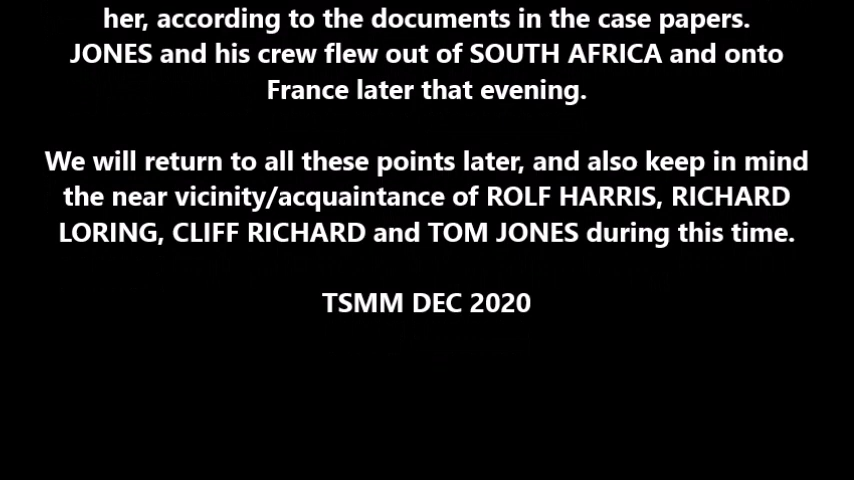 her, according to the documents in the case papers.
JONES and his crew flew out of SOUTH AFRICA and onto
France later that evening.
We will return to all these points later, and also keep in mind
the near vicinity/acquaintance of ROLF HARRIS, RICHARD
LORING, CLIFF RICHARD and TOM JONES during this time.
TSMM DEC 2020